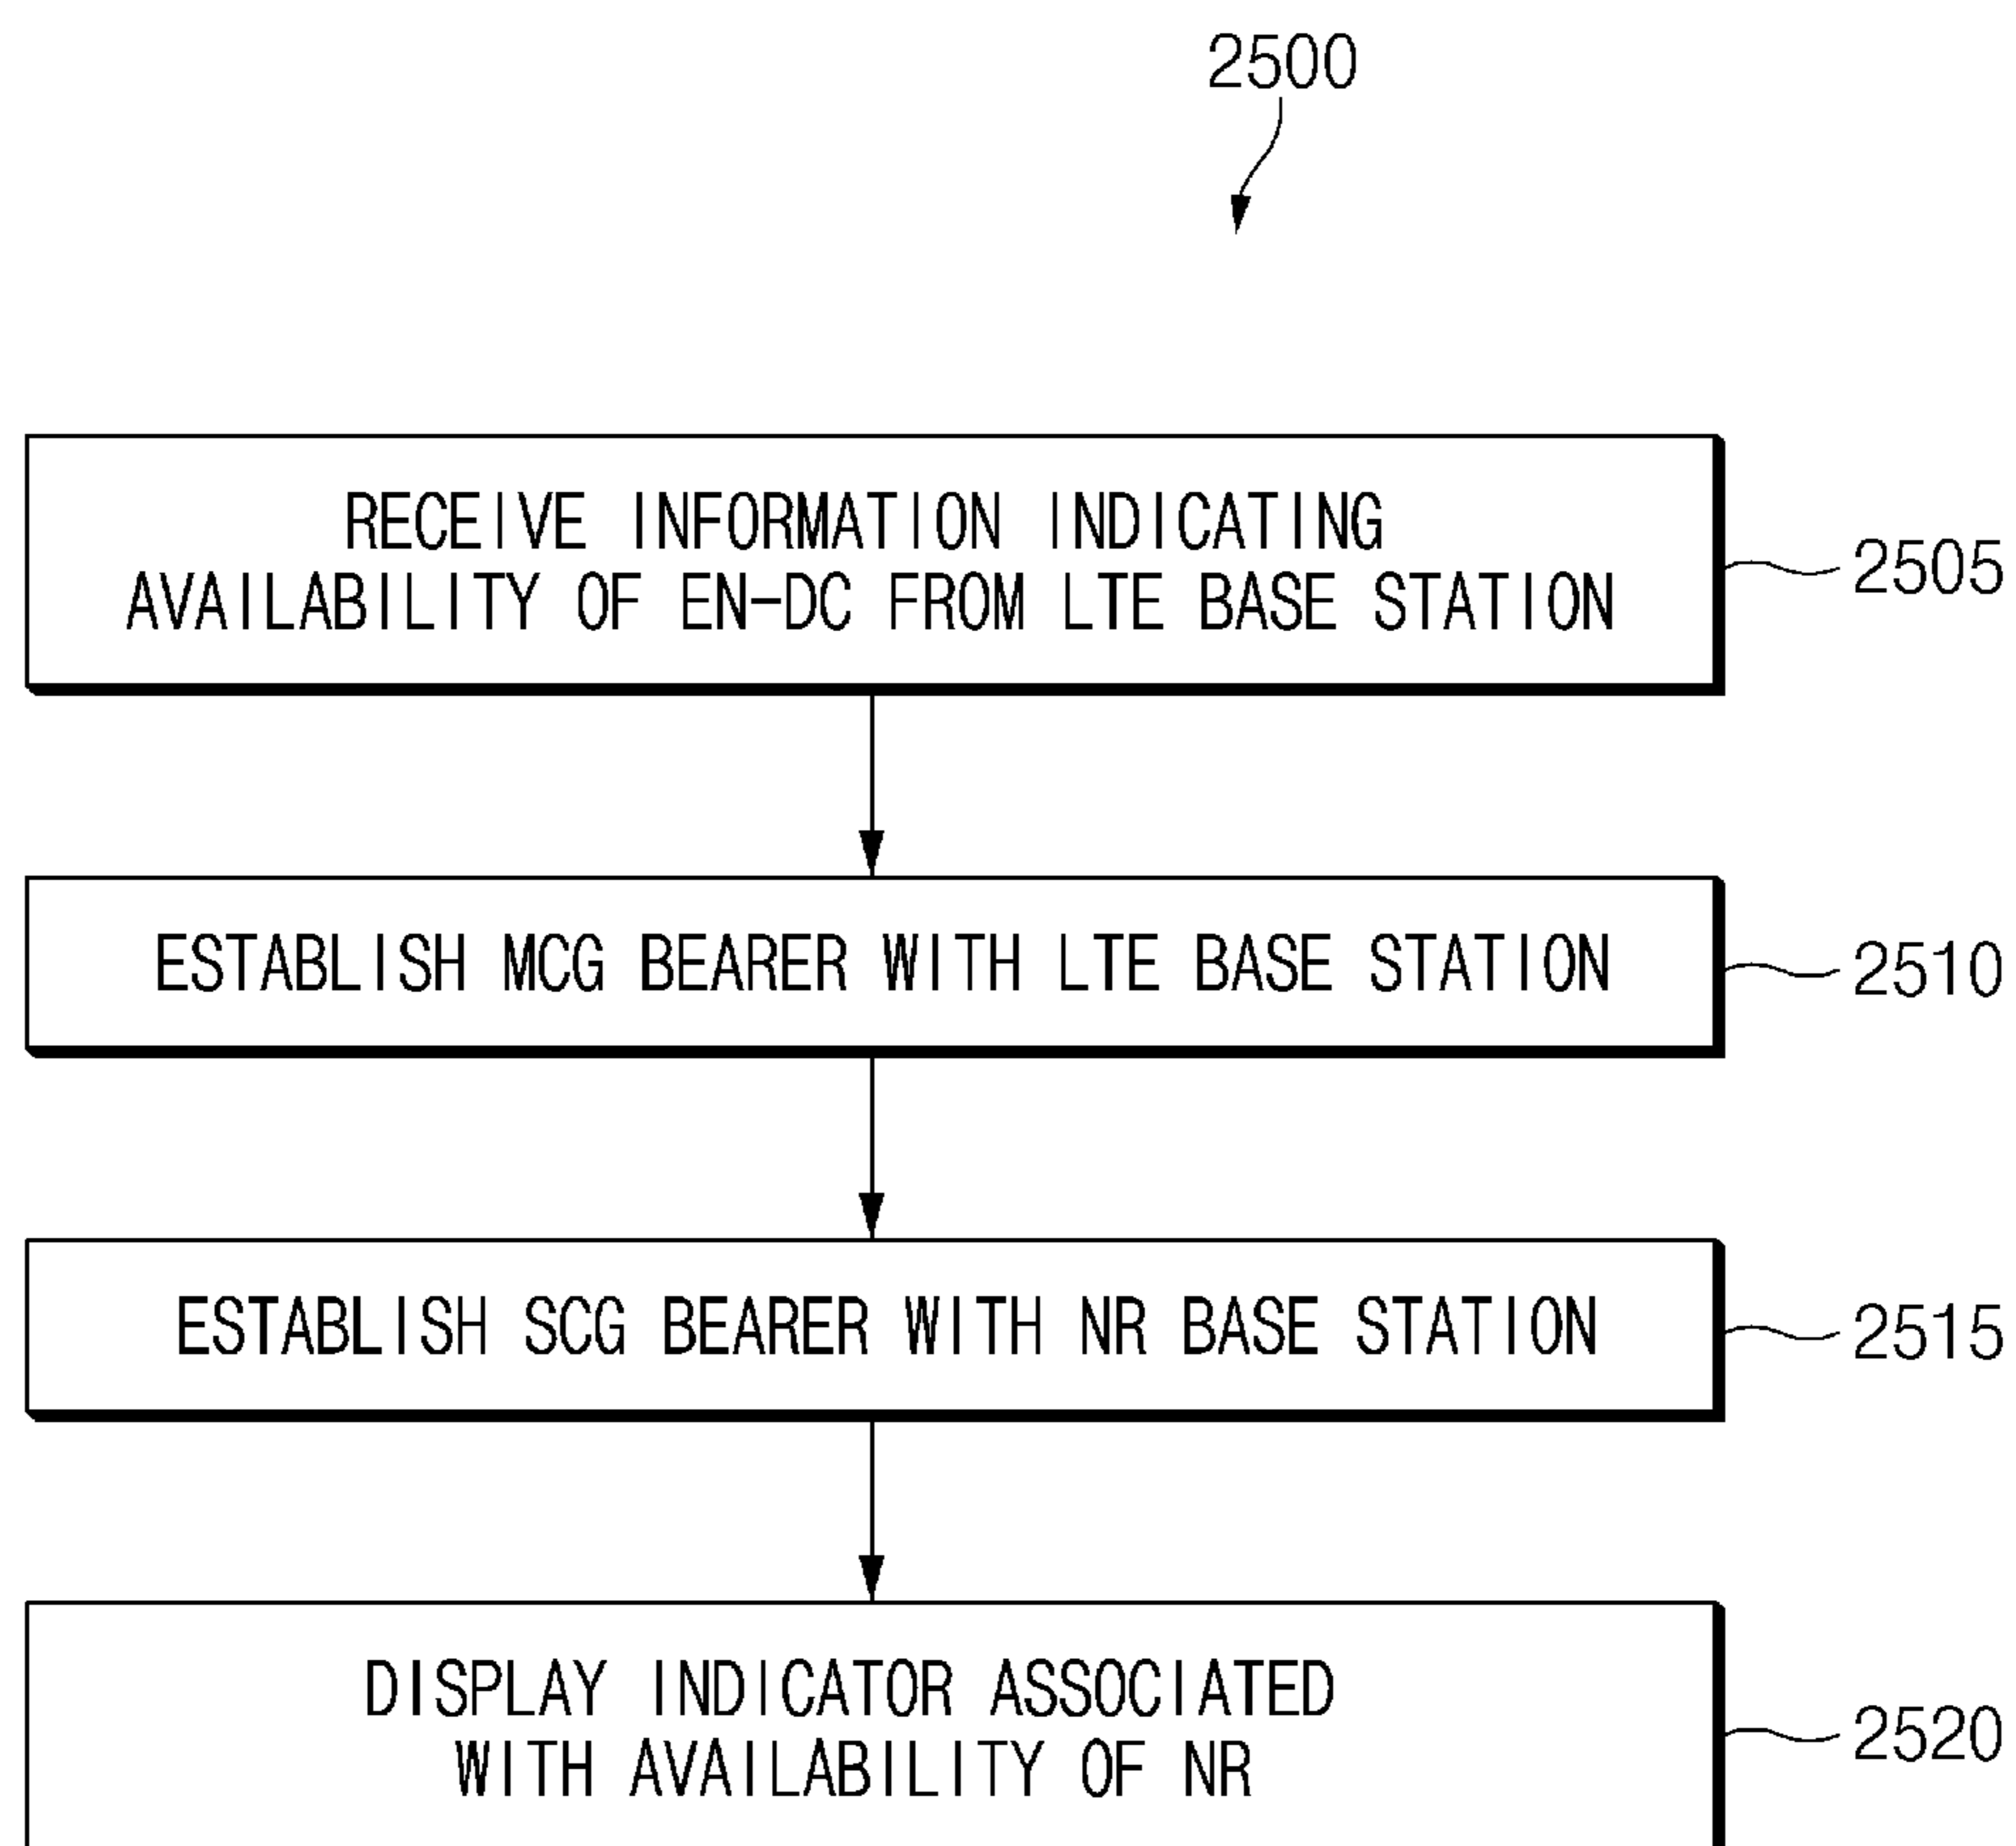 2500
RECEIVE INFORMATION INDICATING
AVAILABILITY OF EN-DC FROM LTE BASE STATION
2505
ESTABLISH MCG BEARER WITH LTE BASE STATION
2510
ESTABLISH SCG BEARER WITH NR BASE STATION
2515
DISPLAY INDICATOR ASSOCIATED
WITH AVAILABILITY OF NR
2520